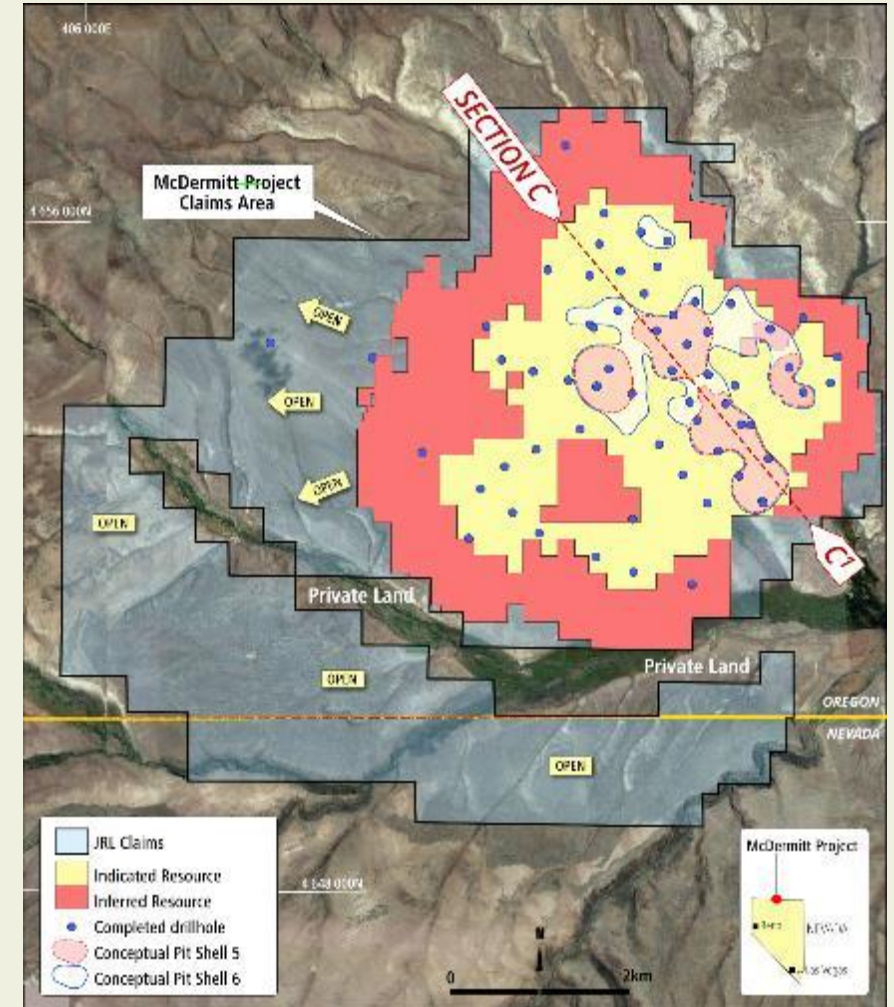 406 000E
SECTION C
McDermitt Project
Claims Area
4 656 000N
OPEN
OPEN
OPEN
OPEN
C¹
Private Land
Private Land
OPEN
OREGON
NEVADA
OPEN
JRL Claims
Indicated Resource
Inferred Resource
Completed drillhole
Conceptual Pit Shell 5
Conceptual Pit Shell 6
4 648 000N
N
0
2km
McDermitt Project
Reno
NEVADA
Las Vegas